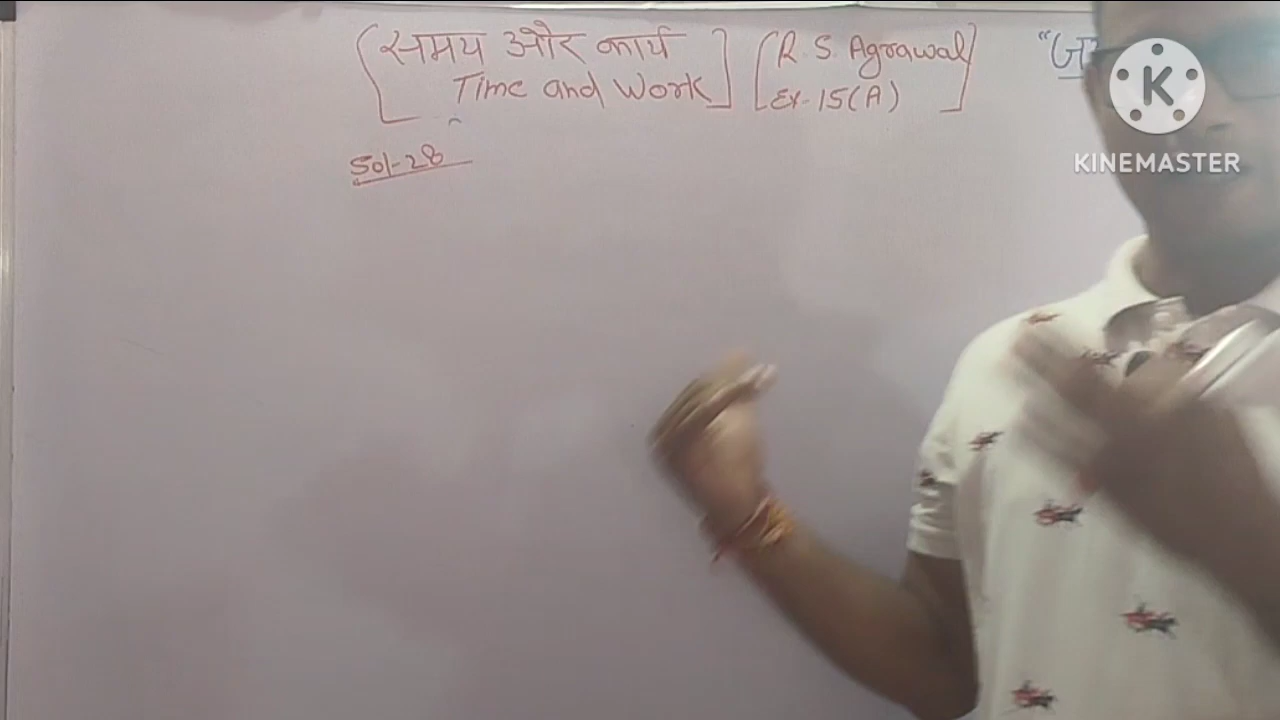 समय और कार्य
Time and Work
R. S. Agrawal
Ex-15(A)
Sol-28
K
KINEMASTER